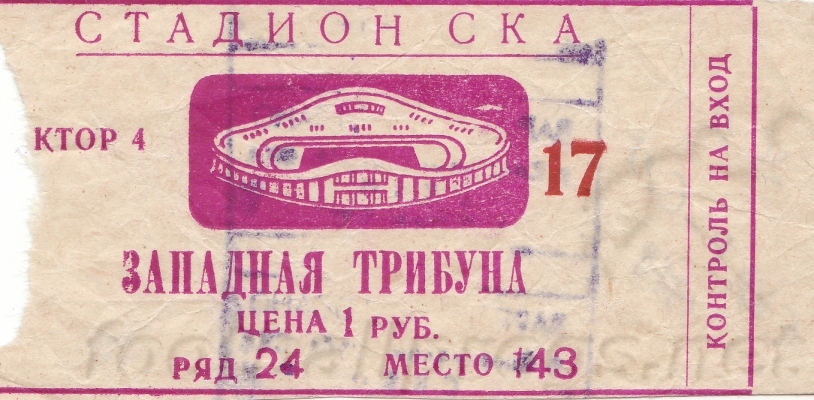 СТАДИОН СКА
КТОР 4
17
ЗАПАДНАЯ ТРИБУНА
ЦЕНА 1 РУБ.
РЯД 24 МЕСТО 143
КОНТРОЛЬ НА ВХОД